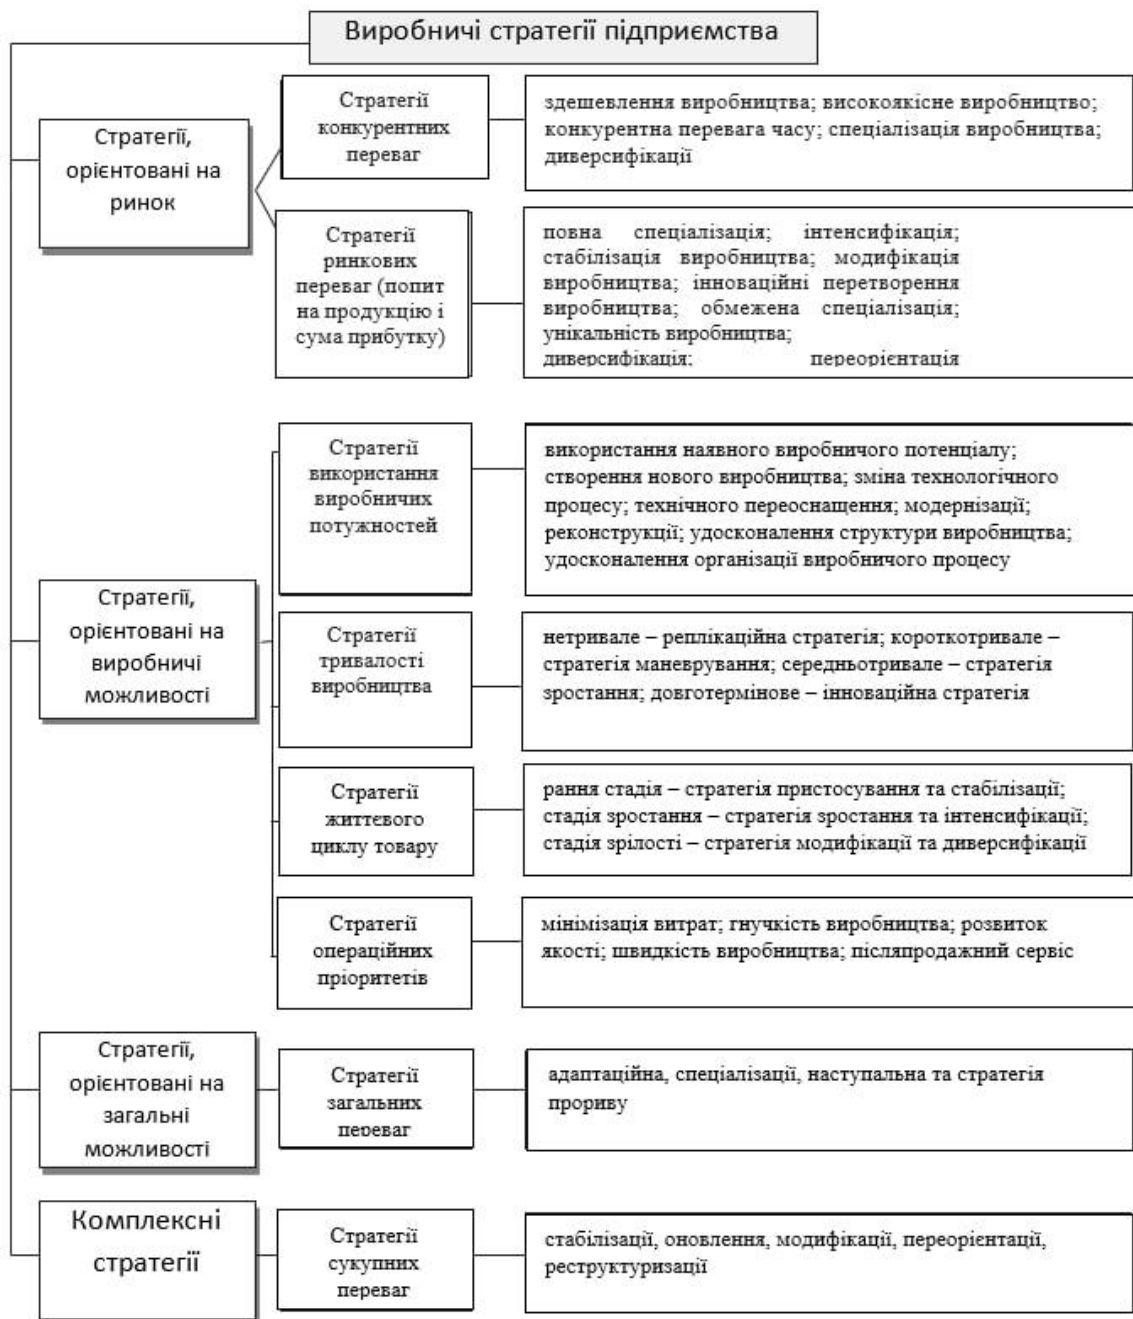 Виробничі стратегії підприємства
Стратегії,
орієнтовані на
ринок
Стратегії
конкурентних
переваг
здешевлення виробництва; високоякісне виробництво;
конкурентна перевага часу; спеціалізація виробництва;
диверсифікації
Стратегії
ринкових
переваг (попит
на продукцію і
сума прибутку)
повна спеціалізація; інтенсифікація;
стабілізація виробництва; модифікація
виробництва; інноваційні перетворення
виробництва; обмежена спеціалізація;
унікальність виробництва;
диверсифікація; переорієнтація
Стратегії,
орієнтовані на
виробничі
можливості
Стратегії
використання
виробничих
потужностей
використання наявного виробничого потенціалу;
створення нового виробництва; зміна технологічного
процесу; технічного переоснащення; модернізації;
реконструкції; удосконалення структури виробництва;
удосконалення організації виробничого процесу
Стратегії
тривалості
виробництва
нетривале – реплікаційна стратегія; короткотривале –
стратегія маневрування; середньотривале – стратегія
зростання; довготермінове – інноваційна стратегія
Стратегії
життєвого
циклу товару
рання стадія – стратегія пристосування та стабілізації;
стадія зростання – стратегія зростання та інтенсифікації;
стадія зрілості – стратегія модифікації та диверсифікації
Стратегії
операційних
пріоритетів
мінімізація витрат; гнучкість виробництва; розвиток
якості; швидкість виробництва; післяпродажний сервіс
Стратегії,
орієнтовані на
загальні
можливості
Стратегії
загальних
переваг
адаптаційна, спеціалізації, наступальна та стратегія
прориву
Комплексні
стратегії
Стратегії
сукупних
переваг
стабілізації, оновлення, модифікації, переорієнтації,
реструктуризації